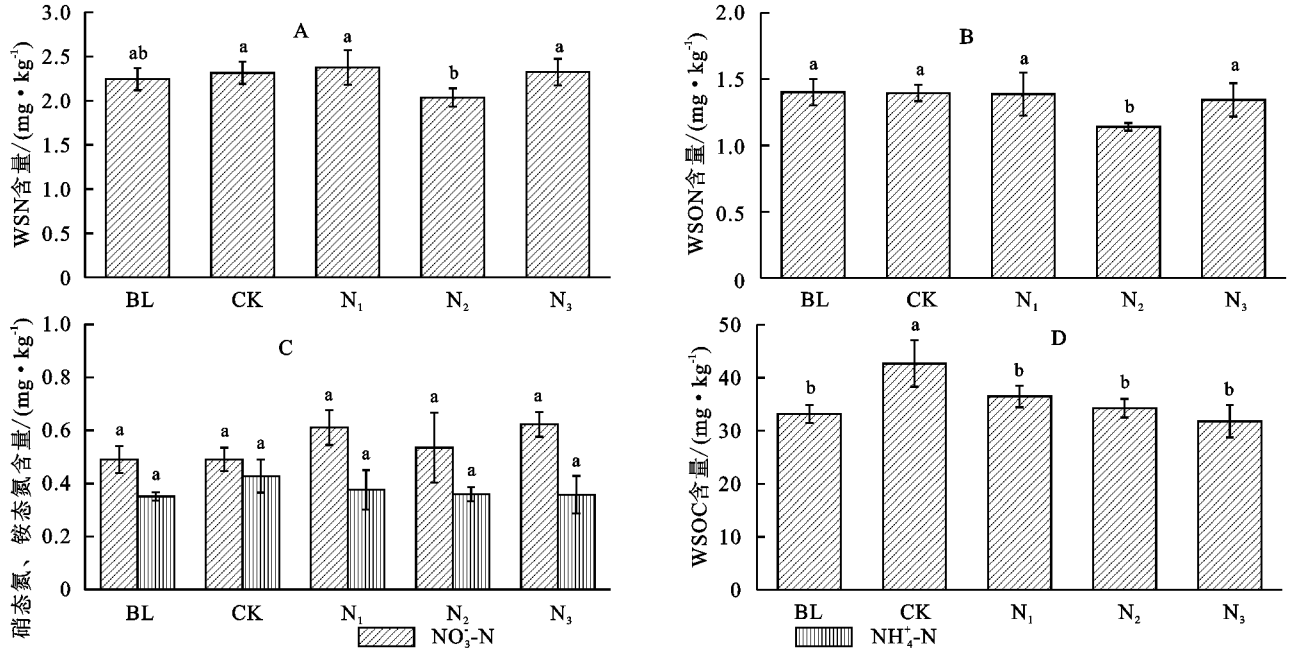 A
WSN含量/(mg·kg⁻¹)
3.0
2.5
2.0
1.5
1.0
0.5
0
ab
a
a
b
a
BL
CK
N₁
N₂
N₃
B
WSON含量/(mg·kg⁻¹)
2.0
1.5
1.0
0.5
0
a
a
a
b
a
BL
CK
N₁
N₂
N₃
C
硝态氮、铵态氮含量/(mg·kg⁻¹)
1.0
0.8
0.6
0.4
0.2
0
a
a
a
a
a
a
a
a
a
a
BL
CK
N₁
N₂
N₃
D
WSOC含量/(mg·kg⁻¹)
50
40
30
20
10
0
b
a
b
b
b
BL
CK
N₁
N₂
N₃
NO₃⁻-N
NH₄⁺-N